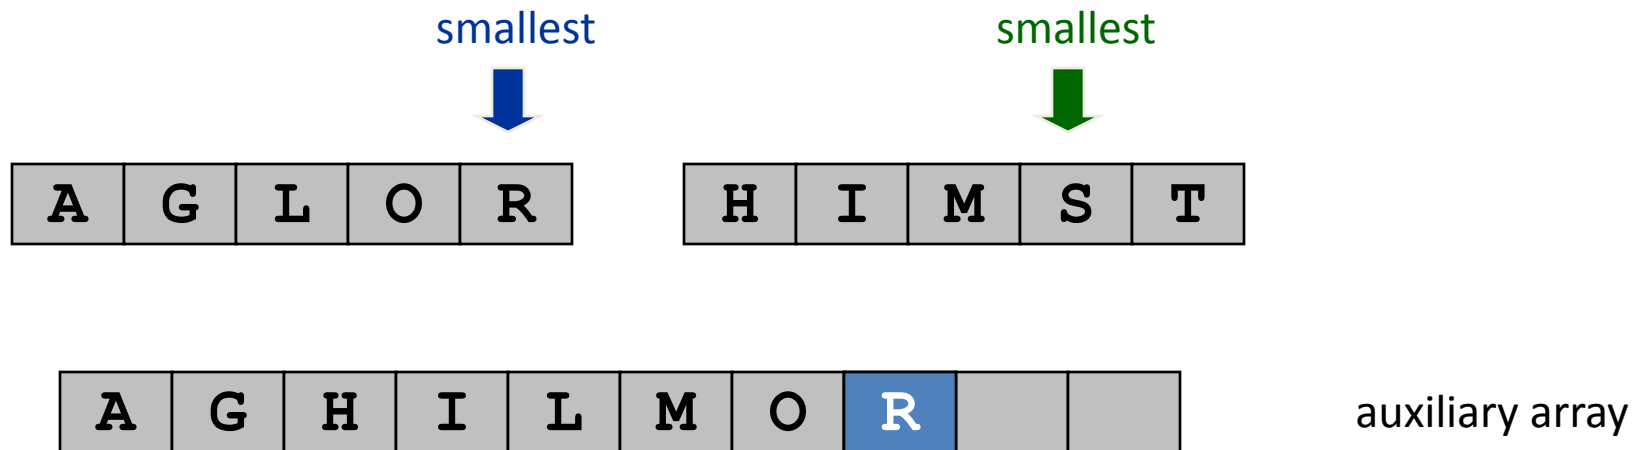 smallest smallest
A G L O R H I M S T
A G H I L M O R auxiliary array